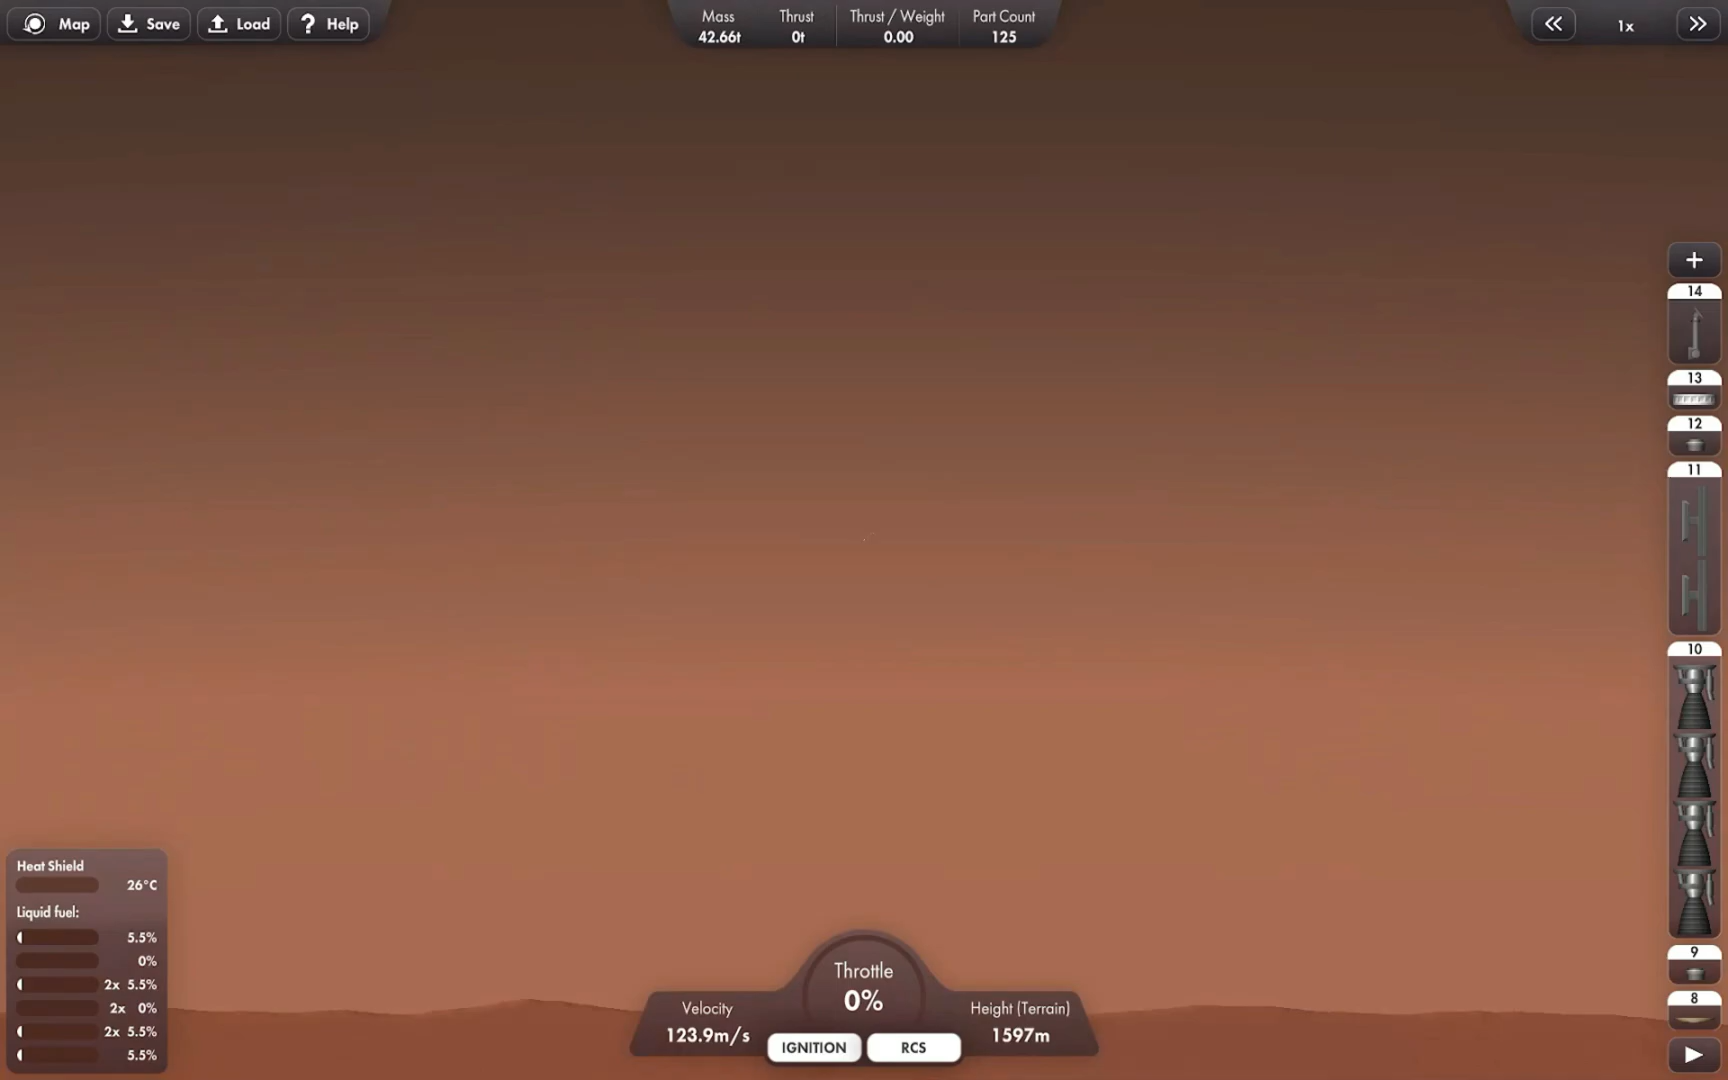 Map
Save
Load
? Help
Mass
42.66t
Thrust
0t
Thrust / Weight
0.00
Part Count
125
1x
14
13
12
11
10
9
8
Heat Shield
26°C
Liquid fuel:
5.5%
0%
2x 5.5%
2x 0%
2x 5.5%
5.5%
Throttle
0%
Velocity
123.9m/s
Height (Terrain)
1597m
IGNITION
RCS